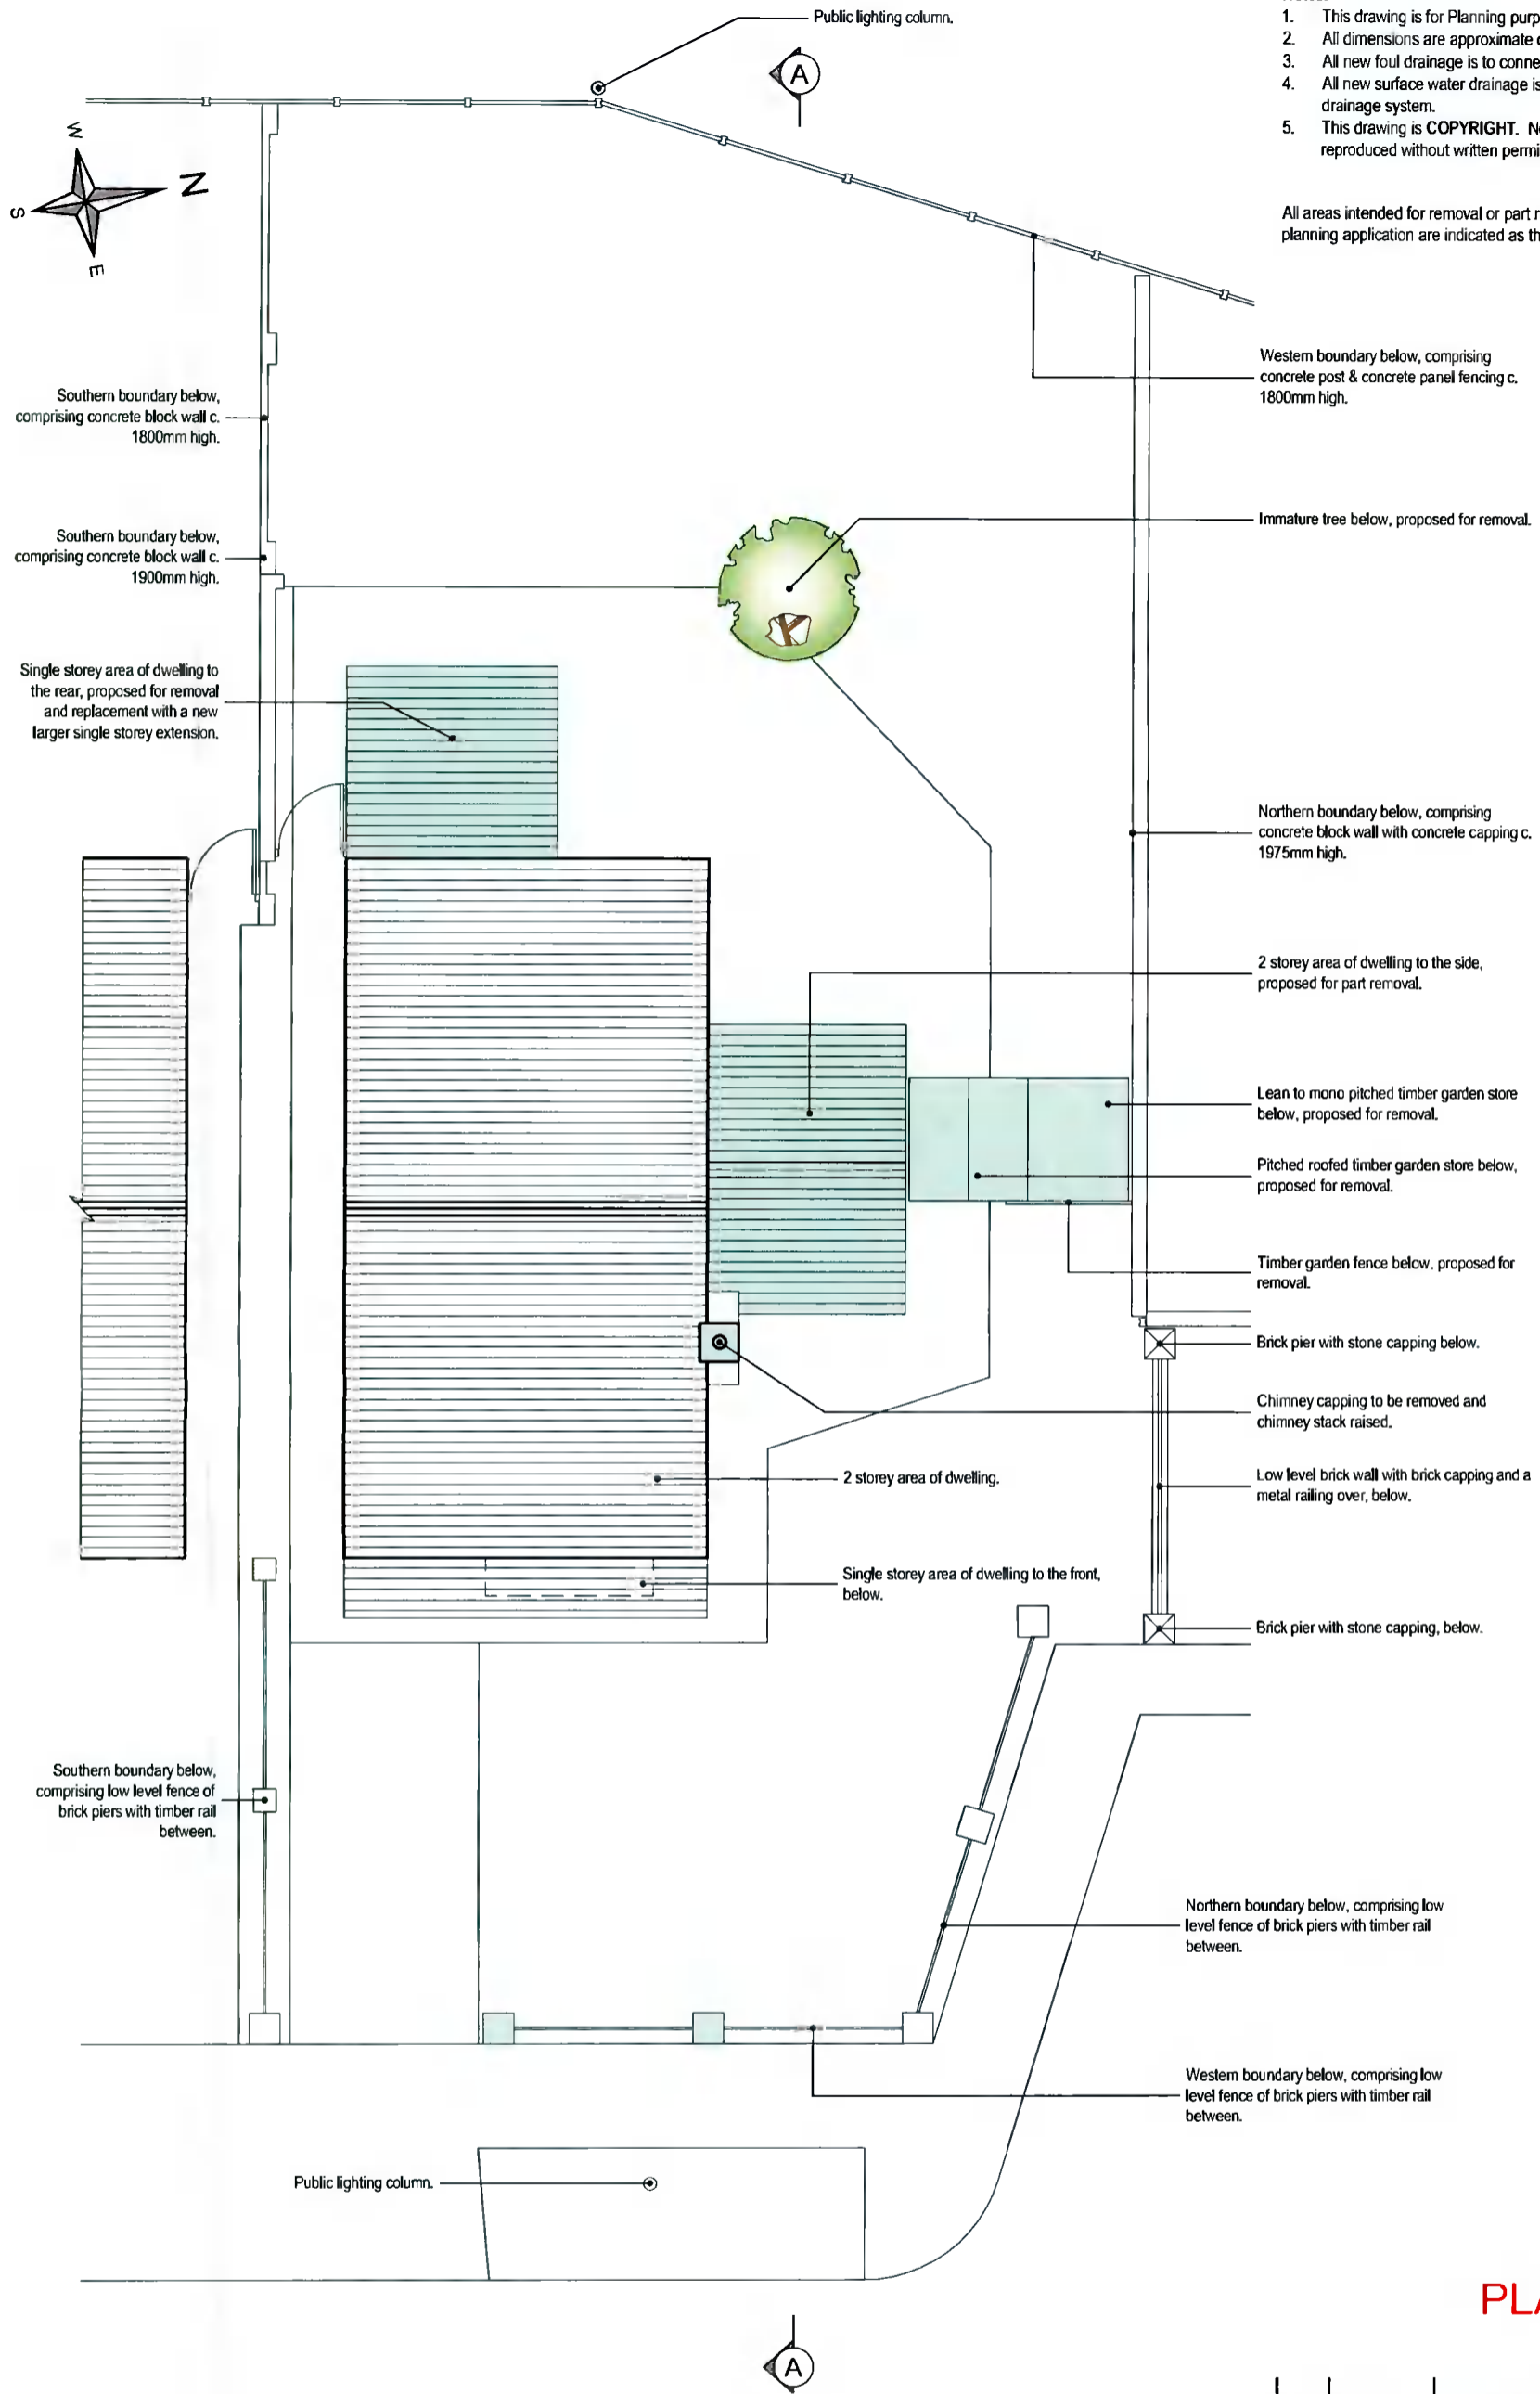 Public lighting column.
A
1. This drawing is for Planning purp
2. All dimensions are approximate
3. All new foul drainage is to conne
4. All new surface water drainage is
drainage system.
5. This drawing is COPYRIGHT. N
reproduced without written permi
All areas intended for removal or part r
planning application are indicated as th
W
N
S
E
Southern boundary below,
comprising concrete block wall c.
1800mm high.
Western boundary below, comprising
concrete post & concrete panel fencing c.
1800mm high.
Southern boundary below,
comprising concrete block wall c.
1900mm high.
Immature tree below, proposed for removal.
Single storey area of dwelling to
the rear, proposed for removal
and replacement with a new
larger single storey extension.
Northern boundary below, comprising
concrete block wall with concrete capping c.
1975mm high.
2 storey area of dwelling to the side,
proposed for part removal.
Lean to mono pitched timber garden store
below, proposed for removal.
Pitched roofed timber garden store below,
proposed for removal.
Timber garden fence below, proposed for
removal.
Brick pier with stone capping below.
Chimney capping to be removed and
chimney stack raised.
2 storey area of dwelling.
Low level brick wall with brick capping and a
metal railing over, below.
Single storey area of dwelling to the front,
below.
Brick pier with stone capping, below.
Southern boundary below,
comprising low level fence of
brick piers with timber rail
between.
Northern boundary below, comprising low
level fence of brick piers with timber rail
between.
Western boundary below, comprising low
level fence of brick piers with timber rail
between.
Public lighting column.
PLA
A